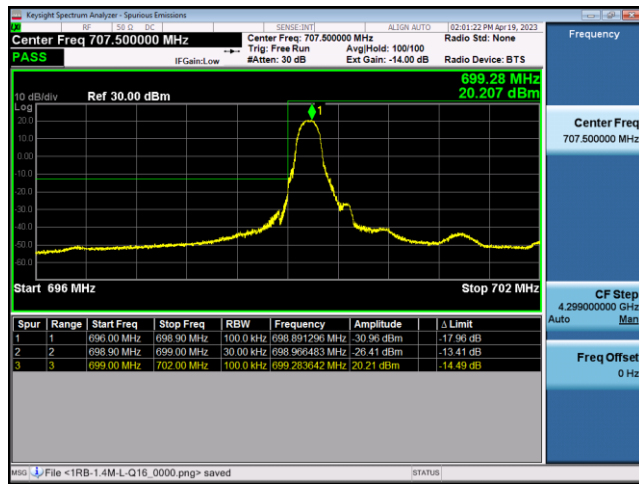 Keysight Spectrum Analyzer - Spurious Emissions
RF 50 Ω DC SENSE:INT ALIGN AUTO 02:01:22 PM Apr 19, 2023
Center Freq 707.500000 MHz
Center Freq: 707.500000 MHz
Radio Std: None
Trig: Free Run Avg|Hold: 100/100
PASS
IFGain:Low
#Atten: 30 dB Ext Gain: -14.00 dB Radio Device: BTS
699.28 MHz
20.207 dBm
10 dB/div Ref 30.00 dBm
Log
20.0
10.0
0.00
-10.0
-20.0
-30.0
-40.0
-50.0
-60.0
1
Start 696 MHz Stop 702 MHz
Spur Range Start Freq Stop Freq RBW Frequency Amplitude Δ Limit
1 1 696.00 MHz 698.90 MHz 100.0 kHz 698.891296 MHz -30.96 dBm -17.96 dB
2 2 698.90 MHz 699.00 MHz 30.00 kHz 698.966483 MHz -26.41 dBm -13.41 dB
3 3 699.00 MHz 702.00 MHz 100.0 kHz 699.283642 MHz 20.21 dBm -14.49 dB
MSG File <1RB-1.4M-L-Q16_0000.png> saved STATUS
Frequency
Center Freq
707.500000 MHz
CF Step
4.299000000 GHz
Auto Man
Freq Offset
0 Hz